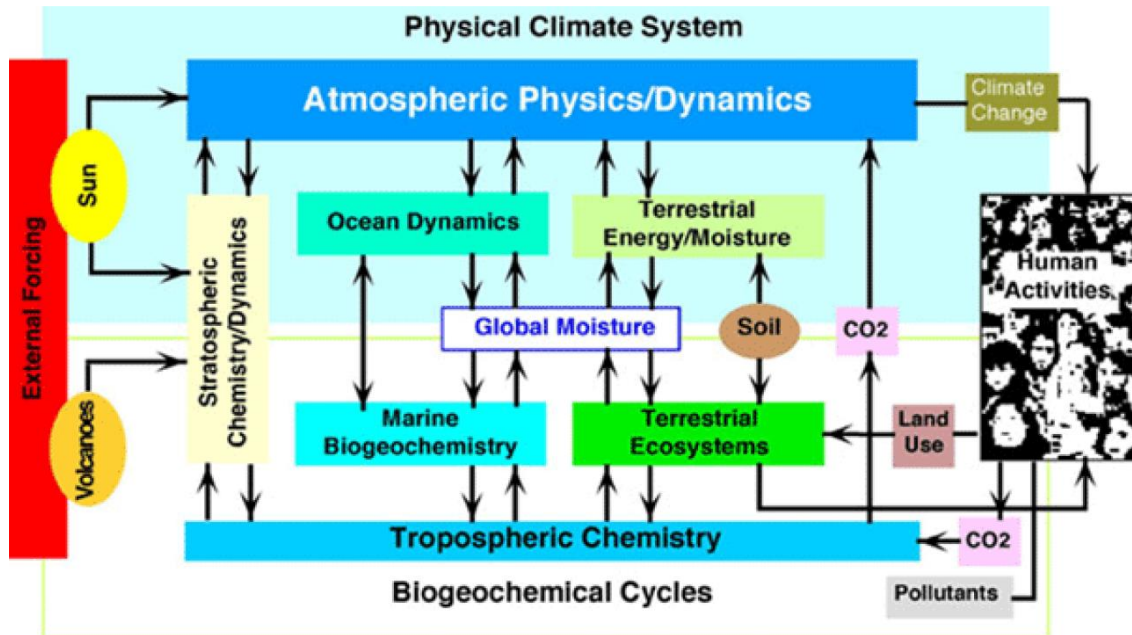 Physical Climate System
Atmospheric Physics/Dynamics
Climate
Change
External Forcing
Sun
Volcanoes
Stratospheric
Chemistry/Dynamics
Ocean Dynamics
Terrestrial
Energy/Moisture
Human
Activities
Global Moisture
Soil
CO2
Marine
Biogeochemistry
Terrestrial
Ecosystems
Land
Use
Tropospheric Chemistry
CO2
Biogeochemical Cycles
Pollutants